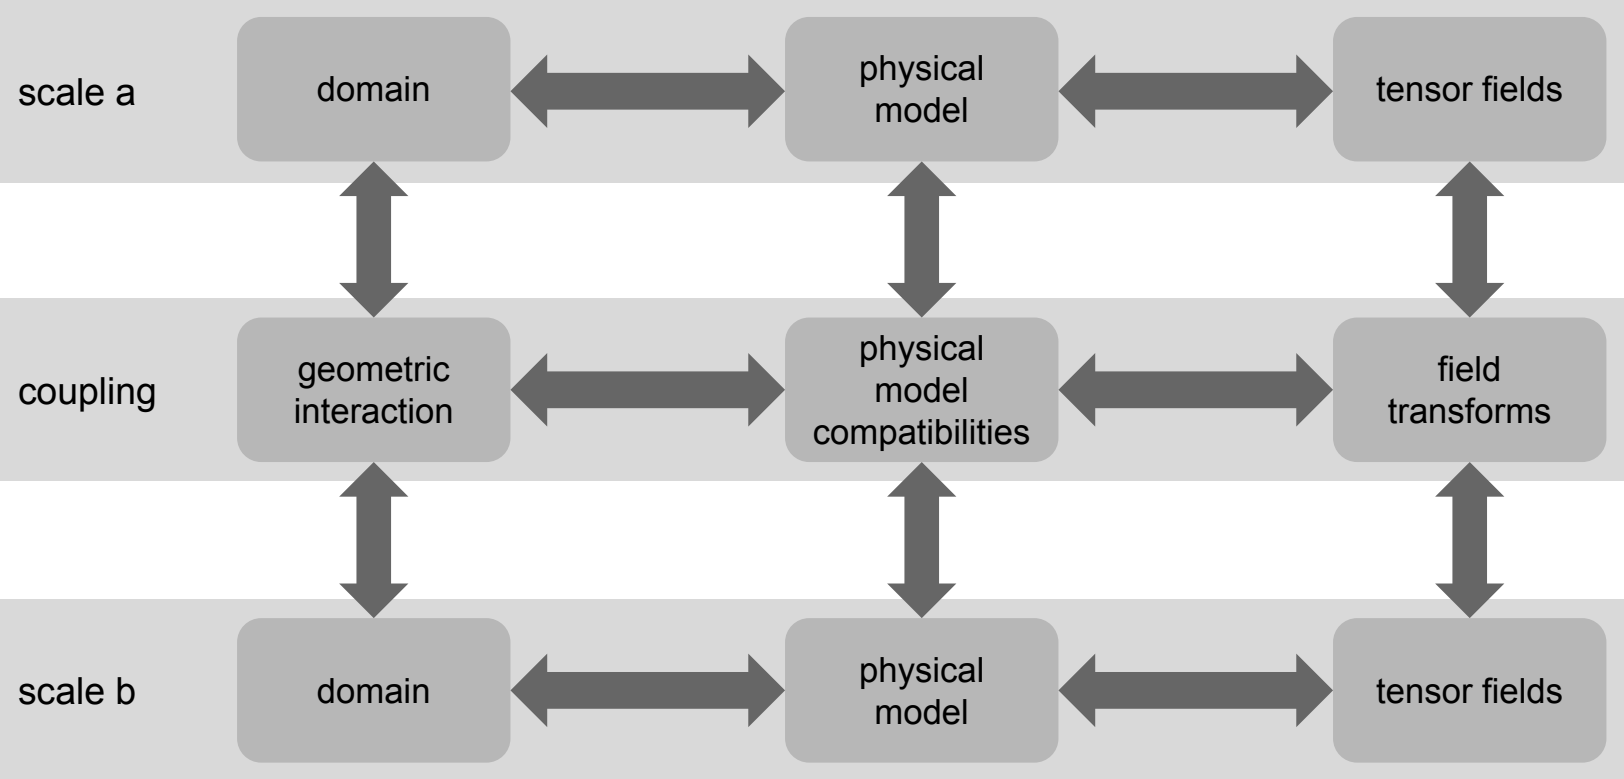 scale a
domain
physical
model
tensor fields
coupling
geometric
interaction
physical
model
compatibilities
field
transforms
scale b
domain
physical
model
tensor fields